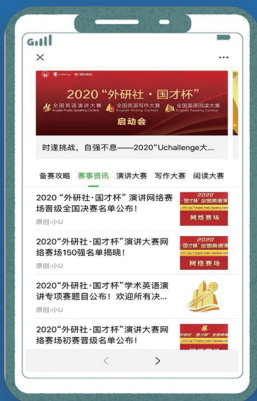 Gill
2020“外研社·国才杯”
全国英语演讲大赛 全国英语写作大赛 全国英语阅读大赛
启动会
时逢挑战，自强不息——2020“Uchallenge大...
备赛攻略 赛事资讯 演讲大赛 写作大赛 阅读大赛
2020“外研社·国才杯”演讲网络赛
场晋级全国决赛名单公布！
原创:小U
网络赛场
2020“外研社·国才杯”演讲大赛网
络赛场150强名单揭晓！
原创:小U
网络赛场
2020“外研社·国才杯”学术英语演
讲专项赛题目公布！欢迎所有决...
原创:小U
2020“外研社·国才杯”演讲大赛网
络赛场初赛晋级名单公布！
原创:小U
网络赛场